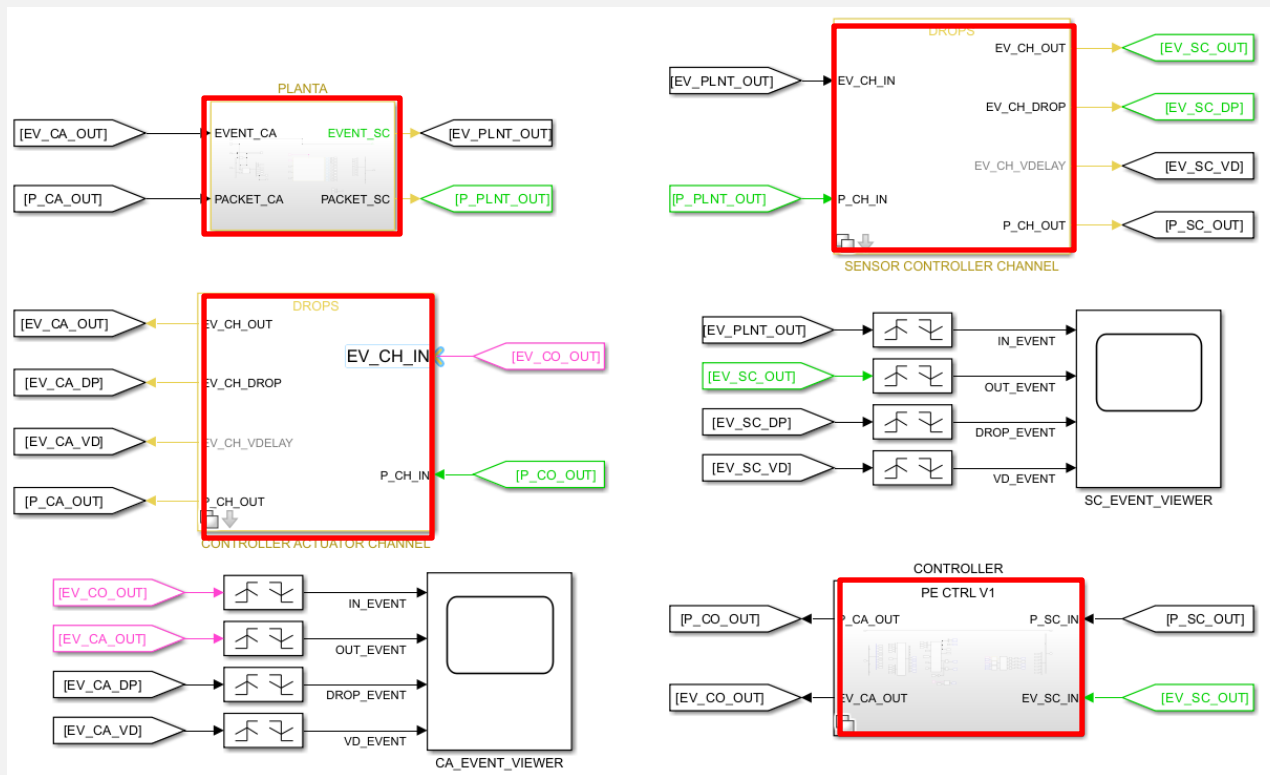 PLANTA
[EV_CA_OUT]
EVENT_CA
EVENT_SC
[EV_PLNT_OUT]
[P_CA_OUT]
PACKET_CA
PACKET_SC
[P_PLNT_OUT]
DROPS
[EV_PLNT_OUT]
EV_CH_IN
EV_CH_OUT
[EV_SC_OUT]
EV_CH_DROP
[EV_SC_DP]
EV_CH_VDELAY
[EV_SC_VD]
[P_PLNT_OUT]
P_CH_IN
P_CH_OUT
[P_SC_OUT]
SENSOR CONTROLLER CHANNEL
DROPS
[EV_CA_OUT]
EV_CH_OUT
EV_CH_IN
[EV_CO_OUT]
[EV_CA_DP]
EV_CH_DROP
[EV_CA_VD]
EV_CH_VDELAY
P_CH_IN
[P_CO_OUT]
[P_CA_OUT]
P_CH_OUT
CONTROLLER ACTUATOR CHANNEL
[EV_PLNT_OUT]
IN_EVENT
[EV_SC_OUT]
OUT_EVENT
[EV_SC_DP]
DROP_EVENT
[EV_SC_VD]
VD_EVENT
SC_EVENT_VIEWER
[EV_CO_OUT]
IN_EVENT
[EV_CA_OUT]
OUT_EVENT
[EV_CA_DP]
DROP_EVENT
[EV_CA_VD]
VD_EVENT
CA_EVENT_VIEWER
CONTROLLER
PE CTRL V1
[P_CO_OUT]
P_CA_OUT
P_SC_IN
[P_SC_OUT]
[EV_CO_OUT]
EV_CA_OUT
EV_SC_IN
[EV_SC_OUT]